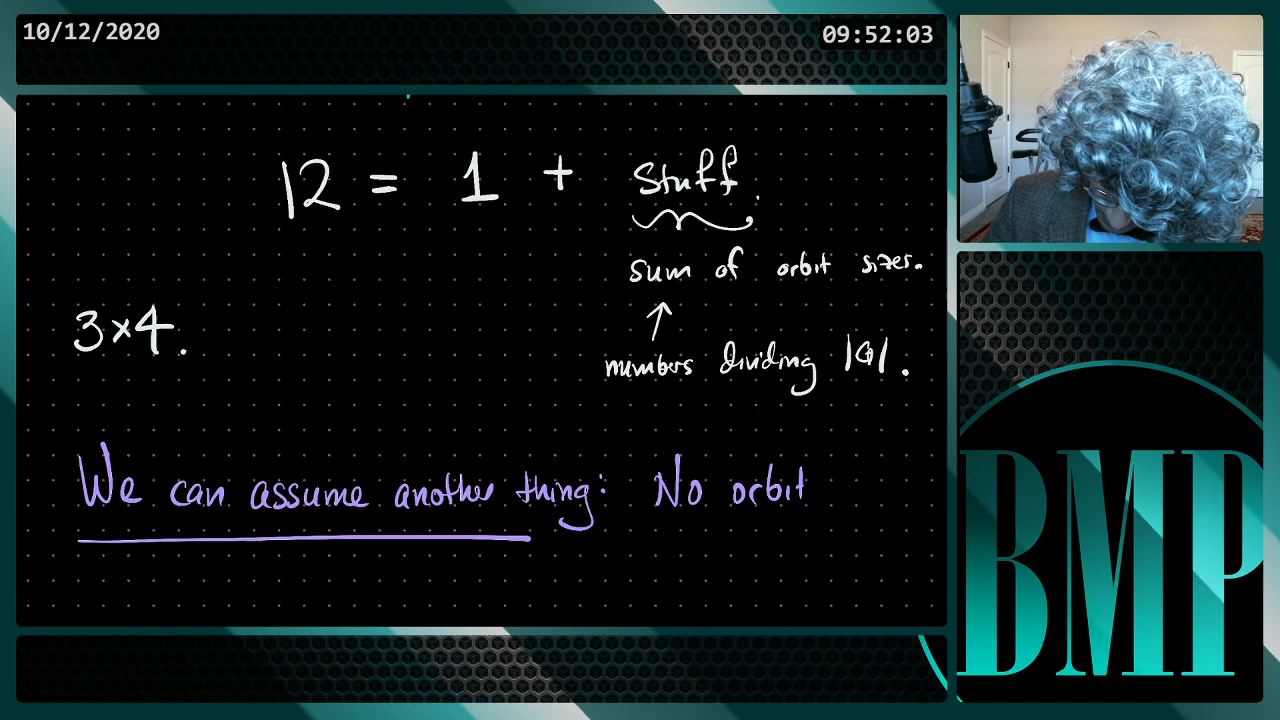 10/12/2020
09:52:03
12 = 1 + Stuff.
sum of orbit sizes.
↑
3×4.
numbers dividing |G|.
We can assume another thing: No orbit
BMP